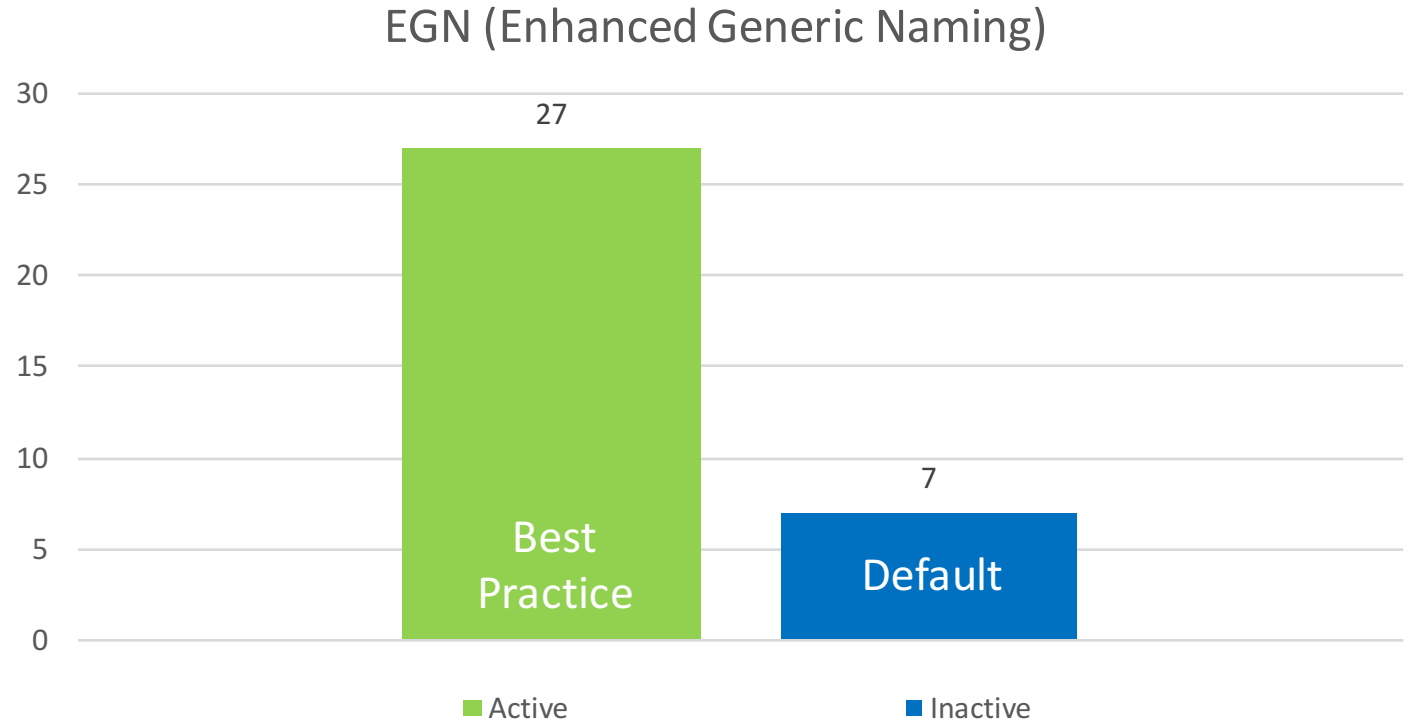 EGN (Enhanced Generic Naming)
30
27
25
20
15
10
7
5
Best
Practice
Default
0
Active
Inactive